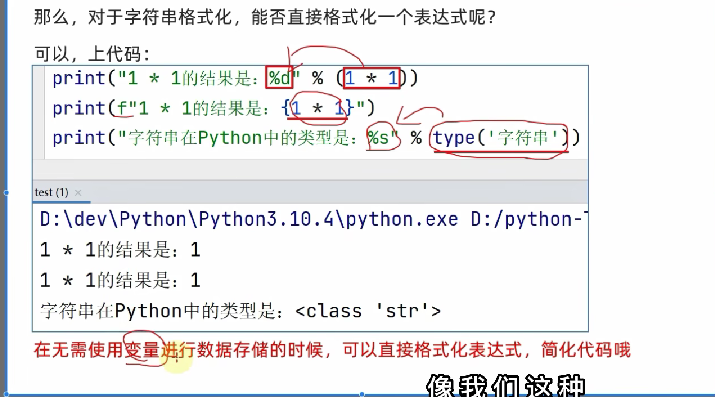 那么，对于字符串格式化，能否直接格式化一个表达式呢？
可以，上代码：
print("1 * 1的结果是：%d" % (1 * 1))
print(f"1 * 1的结果是：{1 * 1}")
print("字符串在Python中的类型是：%s" % type('字符串'))
test (1) ×
D:\dev\Python\Python3.10.4\python.exe D:/python-
1 * 1的结果是：1
1 * 1的结果是：1
字符串在Python中的类型是：<class 'str'>
在无需使用变量进行数据存储的时候，可以直接格式化表达式，简化代码哦
像我们这种